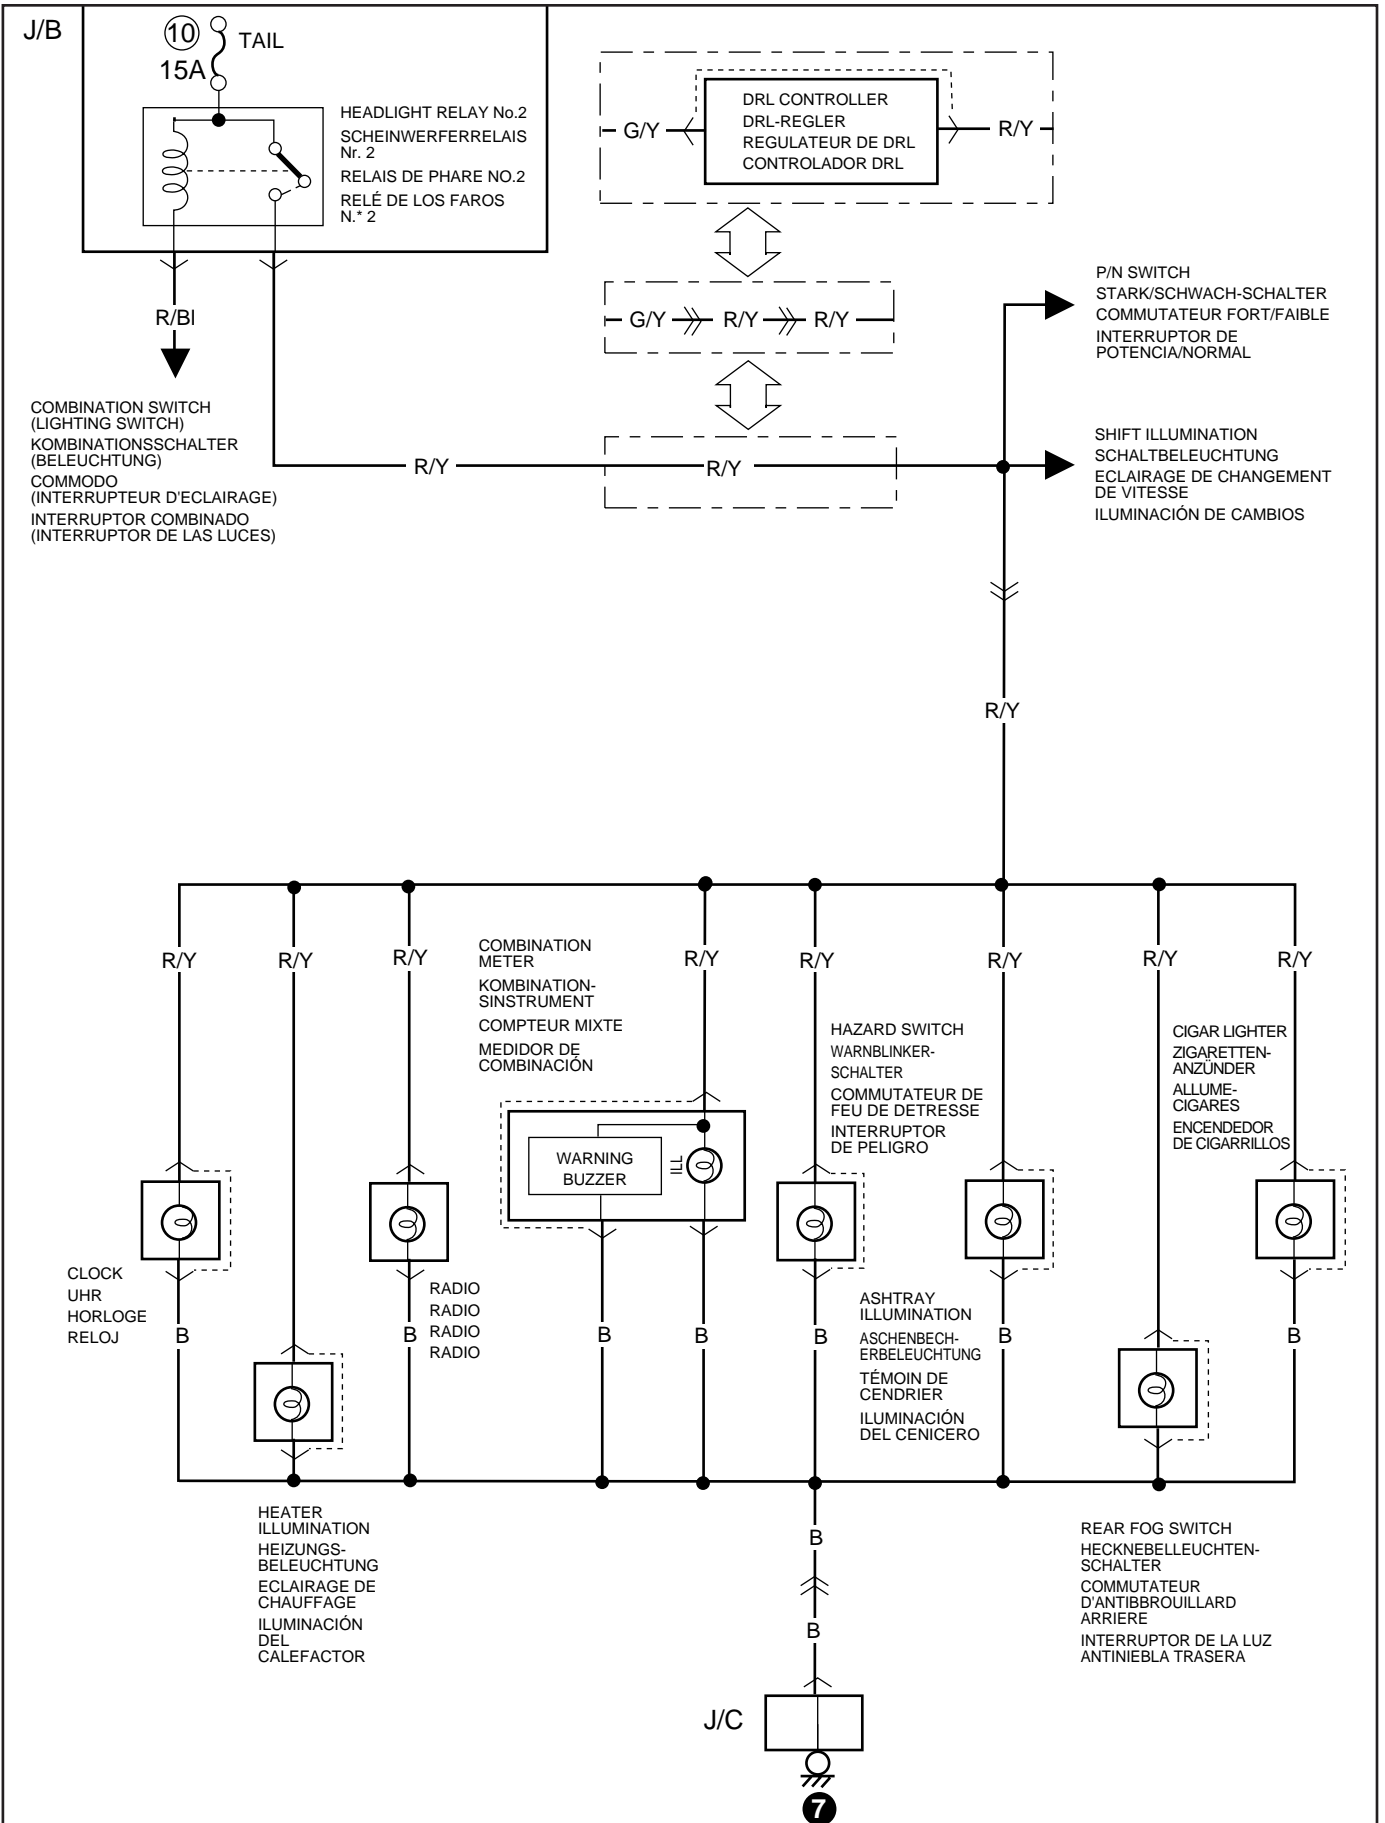 J/B
10
TAIL
15A
HEADLIGHT RELAY No.2
SCHEINWERFERRELAIS
Nr. 2
RELAIS DE PHARE NO.2
RELÉ DE LOS FAROS
N.* 2
DRL CONTROLLER
DRL-REGLER
REGULATEUR DE DRL
CONTROLADOR DRL
G/Y
R/Y
G/Y
R/Y
R/Y
P/N SWITCH
STARK/SCHWACH-SCHALTER
COMMUTATEUR FORT/FAIBLE
INTERRUPTOR DE
POTENCIA/NORMAL
R/Bl
COMBINATION SWITCH
(LIGHTING SWITCH)
KOMBINATIONSSCHALTER
(BELEUCHTUNG)
COMMODO
(INTERRUPTEUR D'ECLAIRAGE)
INTERRUPTOR COMBINADO
(INTERRUPTOR DE LAS LUCES)
R/Y
R/Y
SHIFT ILLUMINATION
SCHALTBELEUCHTUNG
ECLAIRAGE DE CHANGEMENT
DE VITESSE
ILUMINACIÓN DE CAMBIOS
R/Y
R/Y
R/Y
R/Y
R/Y
R/Y
R/Y
R/Y
R/Y
COMBINATION
METER
KOMBINATION-
SINSTRUMENT
COMPTEUR MIXTE
MEDIDOR DE
COMBINACIÓN
HAZARD SWITCH
WARNBLINKER-
SCHALTER
COMMUTATEUR DE
FEU DE DETRESSE
INTERRUPTOR
DE PELIGRO
CIGAR LIGHTER
ZIGARETTEN-
ANZÜNDER
ALLUME-
CIGARES
ENCENDEDOR
DE CIGARRILLOS
WARNING
BUZZER
ILL
CLOCK
UHR
HORLOGE
RELOJ
B
RADIO
RADIO
RADIO
RADIO
B
B
B
B
ASHTRAY
ILLUMINATION
ASCHENBECH-
ERBELEUCHTUNG
TÉMOIN DE
CENDRIER
ILUMINACIÓN
DEL CENICERO
B
B
HEATER
ILLUMINATION
HEIZUNGS-
BELEUCHTUNG
ECLAIRAGE DE
CHAUFFAGE
ILUMINACIÓN
DEL
CALEFACTOR
B
B
REAR FOG SWITCH
HECKNEBELLEUCHTEN-
SCHALTER
COMMUTATEUR
D'ANTIBBROUILLARD
ARRIERE
INTERRUPTOR DE LA LUZ
ANTINIEBLA TRASERA
J/C
7